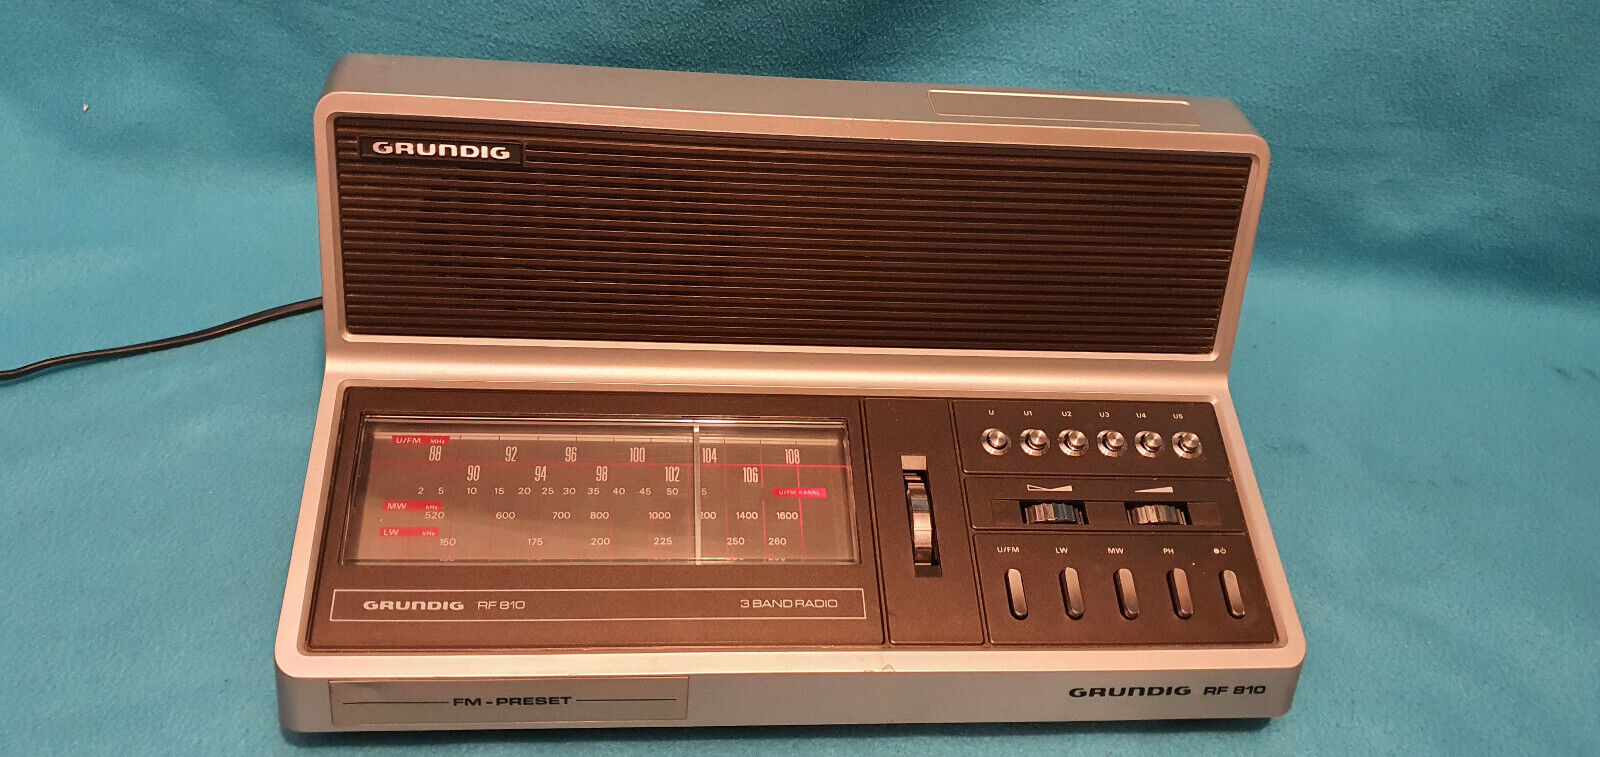 GRUNDIG
U/FM MHz
88 92 96 100 104 108
90 94 98 102 106
2 5 10 15 20 25 30 35 40 45 50 5
U/FM KANAL
MW kHz
520 600 700 800 1000 200 1400 1600
LW kHz
150 175 200 225 250 260
GRUNDIG RF 810 3 BAND RADIO
U U1 U2 U3 U4 U5
U/FM LW MW PH
FM-PRESET
GRUNDIG RF 810